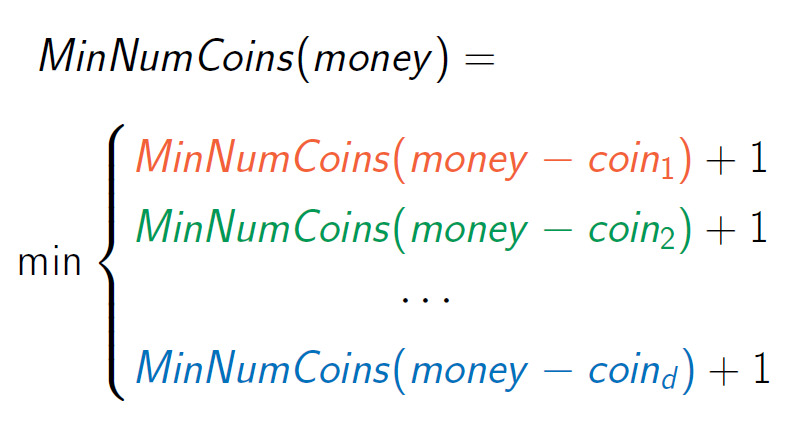 MinNumCoins(money) =
MinNumCoins(money − coin₁) + 1
MinNumCoins(money − coin₂) + 1
min
...
MinNumCoins(money − coin_d) + 1